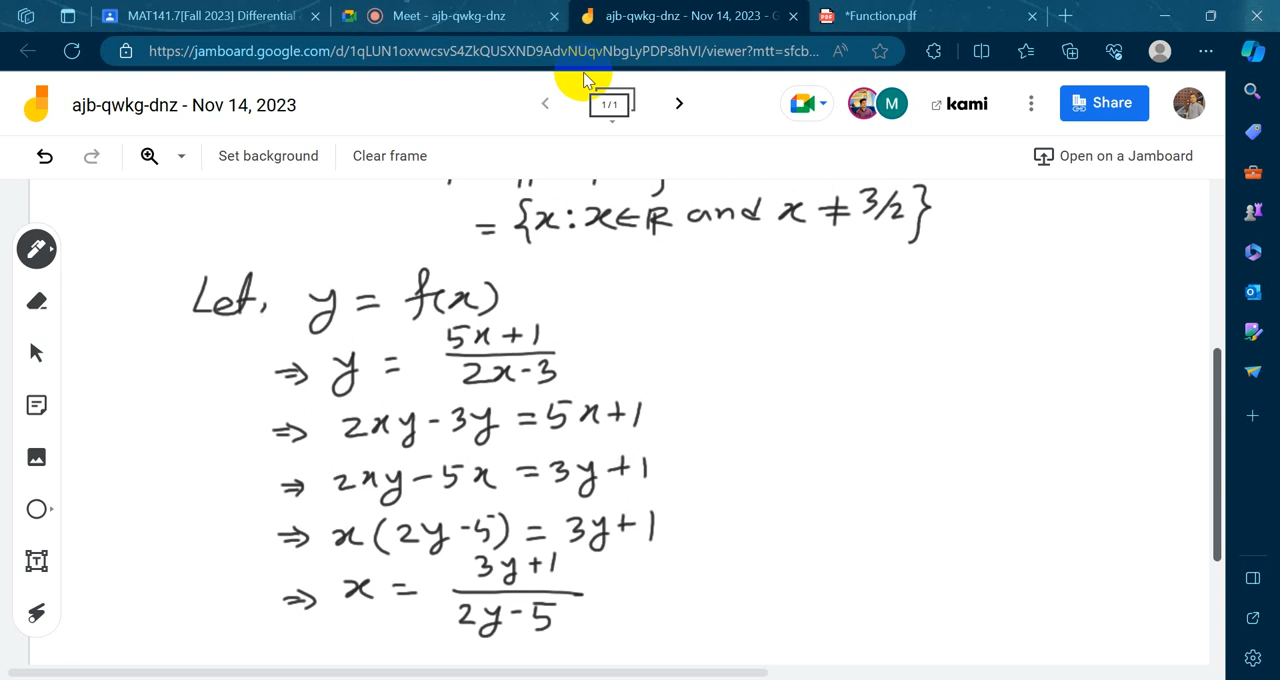 MAT141.7[Fall 2023] Differential
Meet - ajb-qwkg-dnz
ajb-qwkg-dnz - Nov 14, 2023 - G
PDF *Function.pdf
https://jamboard.google.com/d/1qLUN1oxvwcsvS4ZkQUSXND9AdvNUqvNbgLyPDPs8hVI/viewer?mtt=sfcb...
ajb-qwkg-dnz - Nov 14, 2023
1/1
M
kami
Share
Set background
Clear frame
Open on a Jamboard
= {x : x ∈ ℝ and x ≠ 3/2}
Let, y = f(x)
⇒ y = (5x+1)/(2x-3)
⇒ 2xy - 3y = 5x+1
⇒ 2xy - 5x = 3y+1
⇒ x(2y-5) = 3y+1
⇒ x = (3y+1)/(2y-5)